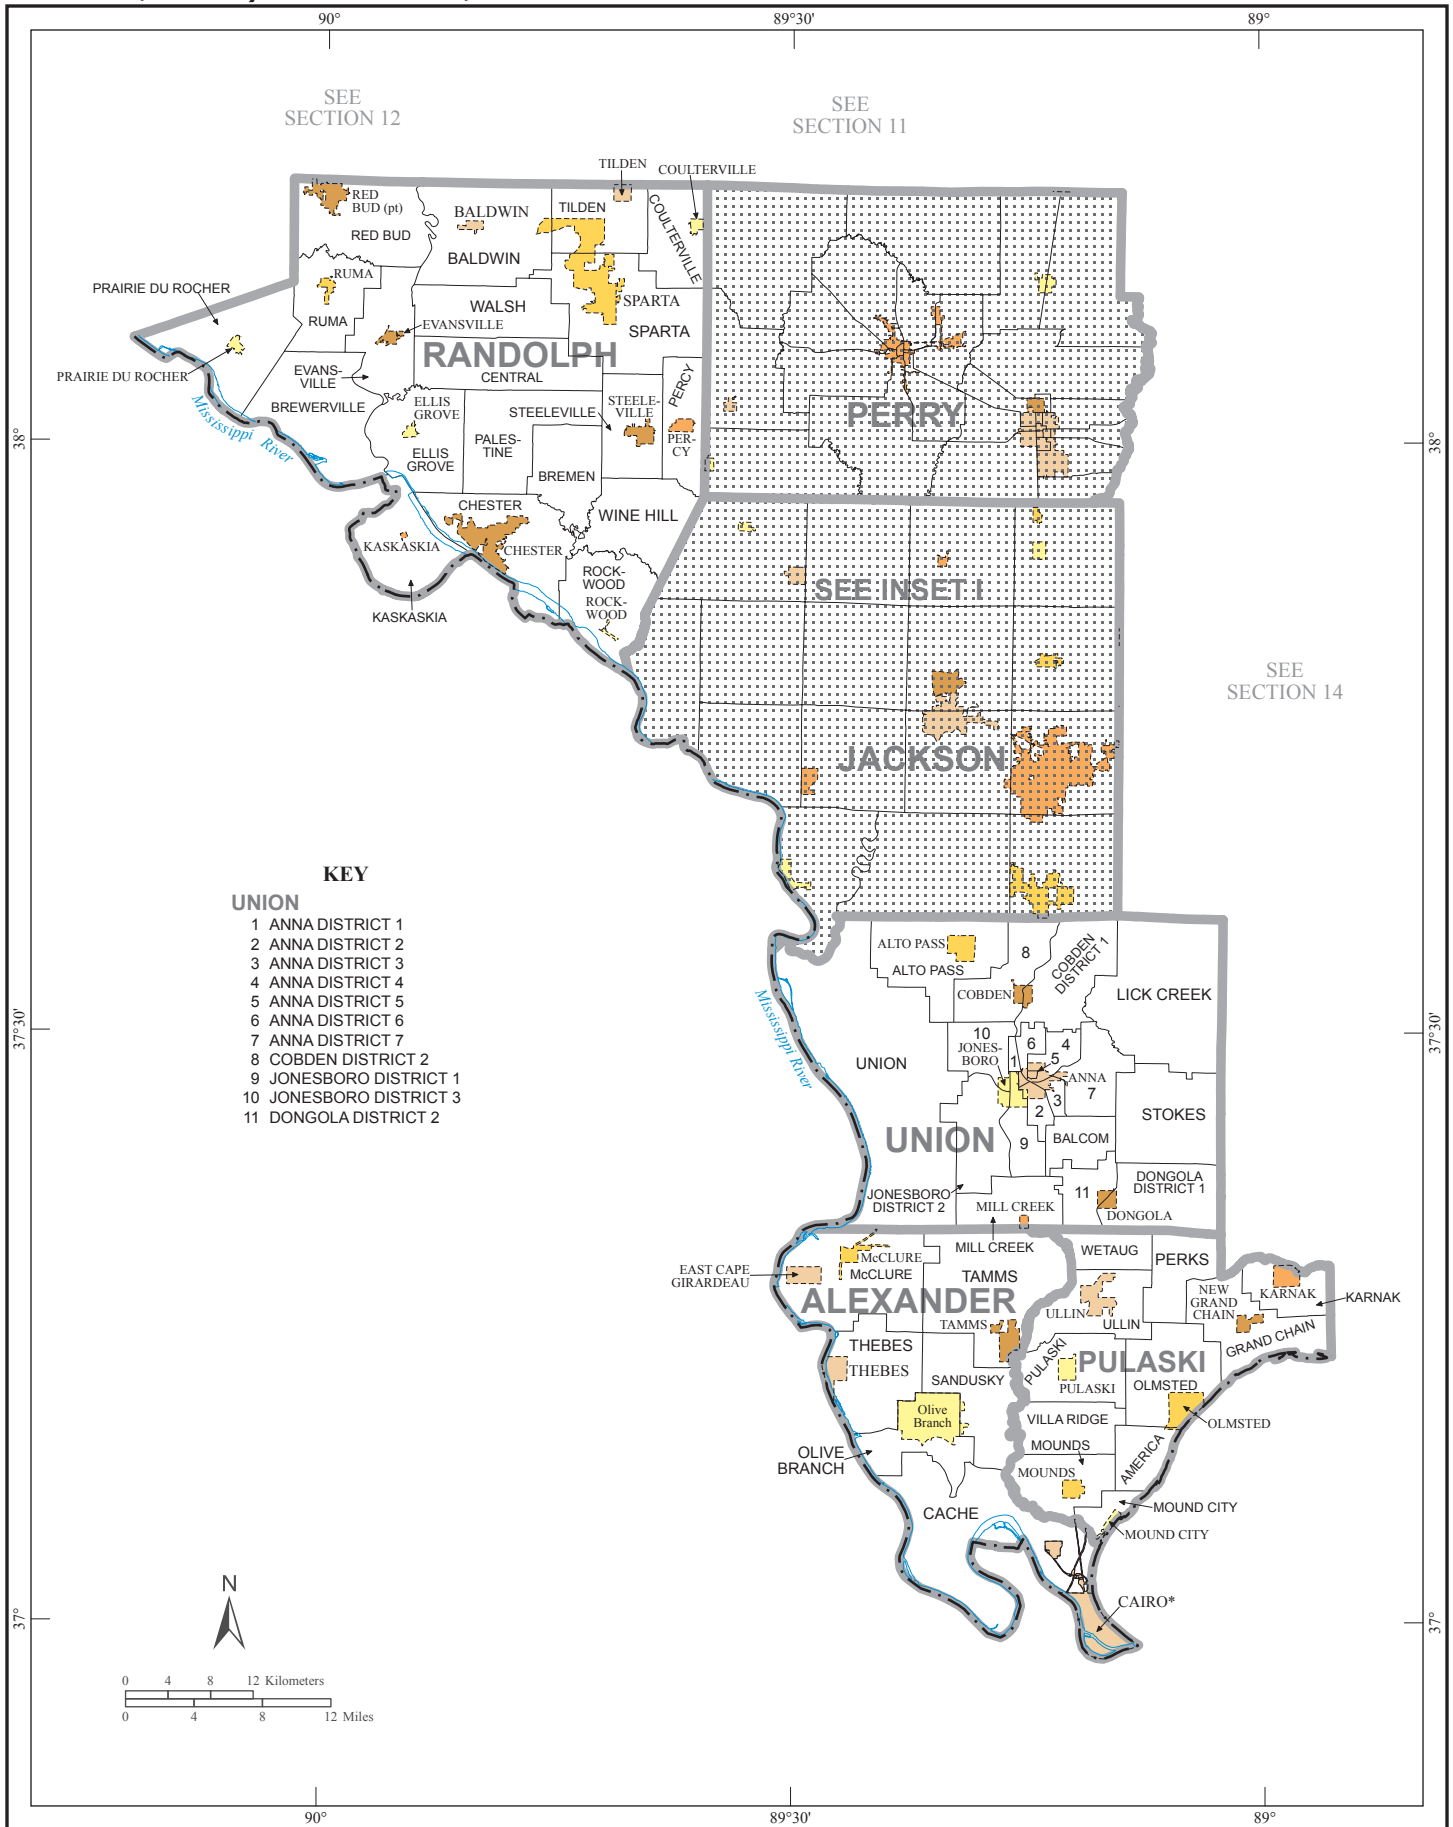 90°
89°30'
89°
SEE
SECTION 12
SEE
SECTION 11
TILDEN
COULTERVILLE
RED
BUD (pt)
RED BUD
BALDWIN
BALDWIN
TILDEN
COULTERVILLE
RUMA
RUMA
PRAIRIE DU ROCHER
PRAIRIE DU ROCHER
WALSH
SPARTA
SPARTA
EVANSVILLE
RANDOLPH
CENTRAL
EVANS-
VILLE
BREWERVILLE
ELLIS
GROVE
ELLIS
GROVE
STEELEVILLE
STEELE-
VILLE
PERCY
PER-
CY
PALES-
TINE
BREMEN
PERRY
Mississippi River
38°
38°
CHESTER
CHESTER
WINE HILL
KASKASKIA
KASKASKIA
ROCK-
WOOD
ROCK-
WOOD
SEE INSET I
SEE
SECTION 14
JACKSON
KEY
UNION
1 ANNA DISTRICT 1
2 ANNA DISTRICT 2
3 ANNA DISTRICT 3
4 ANNA DISTRICT 4
5 ANNA DISTRICT 5
6 ANNA DISTRICT 6
7 ANNA DISTRICT 7
8 COBDEN DISTRICT 2
9 JONESBORO DISTRICT 1
10 JONESBORO DISTRICT 3
11 DONGOLA DISTRICT 2
ALTO PASS
ALTO PASS
8
COBDEN
DISTRICT 1
COBDEN
LICK CREEK
Mississippi River
37°30'
37°30'
10
JONES-
BORO
UNION
1
6
4
5
ANNA
7
3
2
STOKES
UNION
9
BALCOM
JONESBORO
DISTRICT 2
11
DONGOLA
DISTRICT 1
MILL CREEK
DONGOLA
MILL CREEK
WETAUG
PERKS
EAST CAPE
GIRARDEAU
McCLURE
McCLURE
TAMMS
ALEXANDER
TAMMS
ULLIN
ULLIN
NEW
GRAND
CHAIN
KARNAK
KARNAK
GRAND CHAIN
THEBES
THEBES
SANDUSKY
PULASKI
PULASKI
PULASKI
OLMSTED
OLMSTED
Olive
Branch
OLIVE
BRANCH
VILLA RIDGE
MOUNDS
MOUNDS
AMERICA
CACHE
MOUND CITY
MOUND CITY
CAIRO*
N
37°
37°
0 4 8 12 Kilometers
0 4 8 12 Miles
90°
89°30'
89°